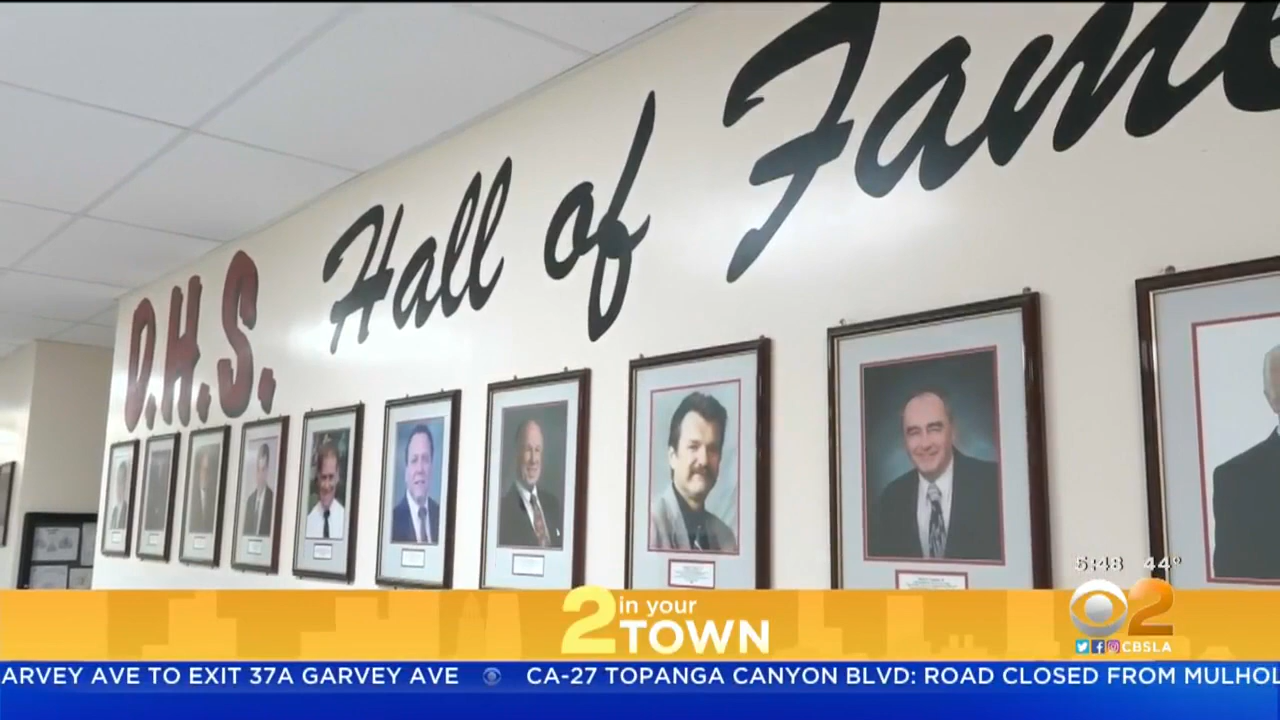 D.H.S. Hall of Fame
5:48 44°
2 in your
TOWN
2
CBSLA
ARVEY AVE TO EXIT 37A GARVEY AVE CA-27 TOPANGA CANYON BLVD: ROAD CLOSED FROM MULHOL